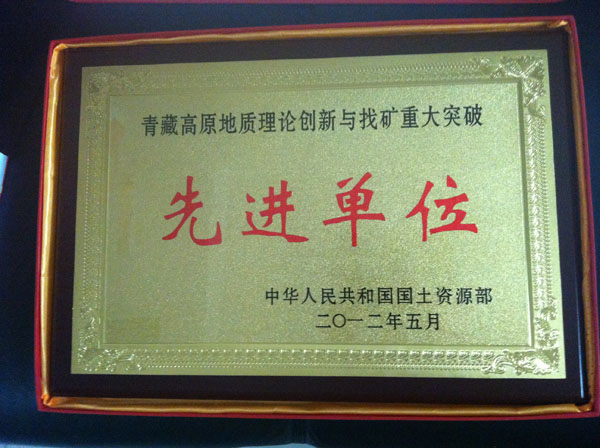 青藏高原地质理论创新与找矿重大突破
先进单位
中华人民共和国国土资源部
二〇一二年五月